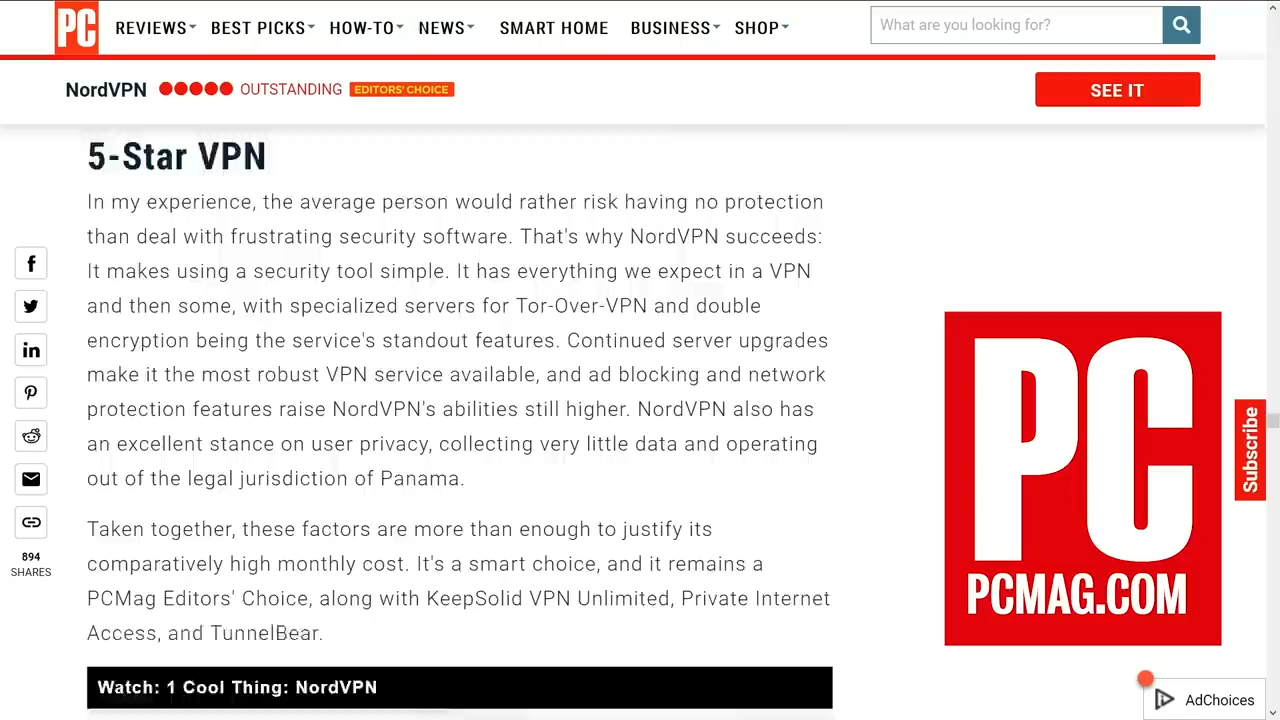 PC REVIEWS BEST PICKS HOW-TO NEWS SMART HOME BUSINESS SHOP What are you looking for?
NordVPN OUTSTANDING EDITORS' CHOICE SEE IT
5-Star VPN
In my experience, the average person would rather risk having no protection
than deal with frustrating security software. That's why NordVPN succeeds:
It makes using a security tool simple. It has everything we expect in a VPN
and then some, with specialized servers for Tor-Over-VPN and double
encryption being the service's standout features. Continued server upgrades
make it the most robust VPN service available, and ad blocking and network
protection features raise NordVPN's abilities still higher. NordVPN also has
an excellent stance on user privacy, collecting very little data and operating
out of the legal jurisdiction of Panama.
Taken together, these factors are more than enough to justify its
comparatively high monthly cost. It's a smart choice, and it remains a
PCMag Editors' Choice, along with KeepSolid VPN Unlimited, Private Internet
Access, and TunnelBear.
Watch: 1 Cool Thing: NordVPN
894
SHARES
PC
PCMAG.COM
Subscribe
AdChoices